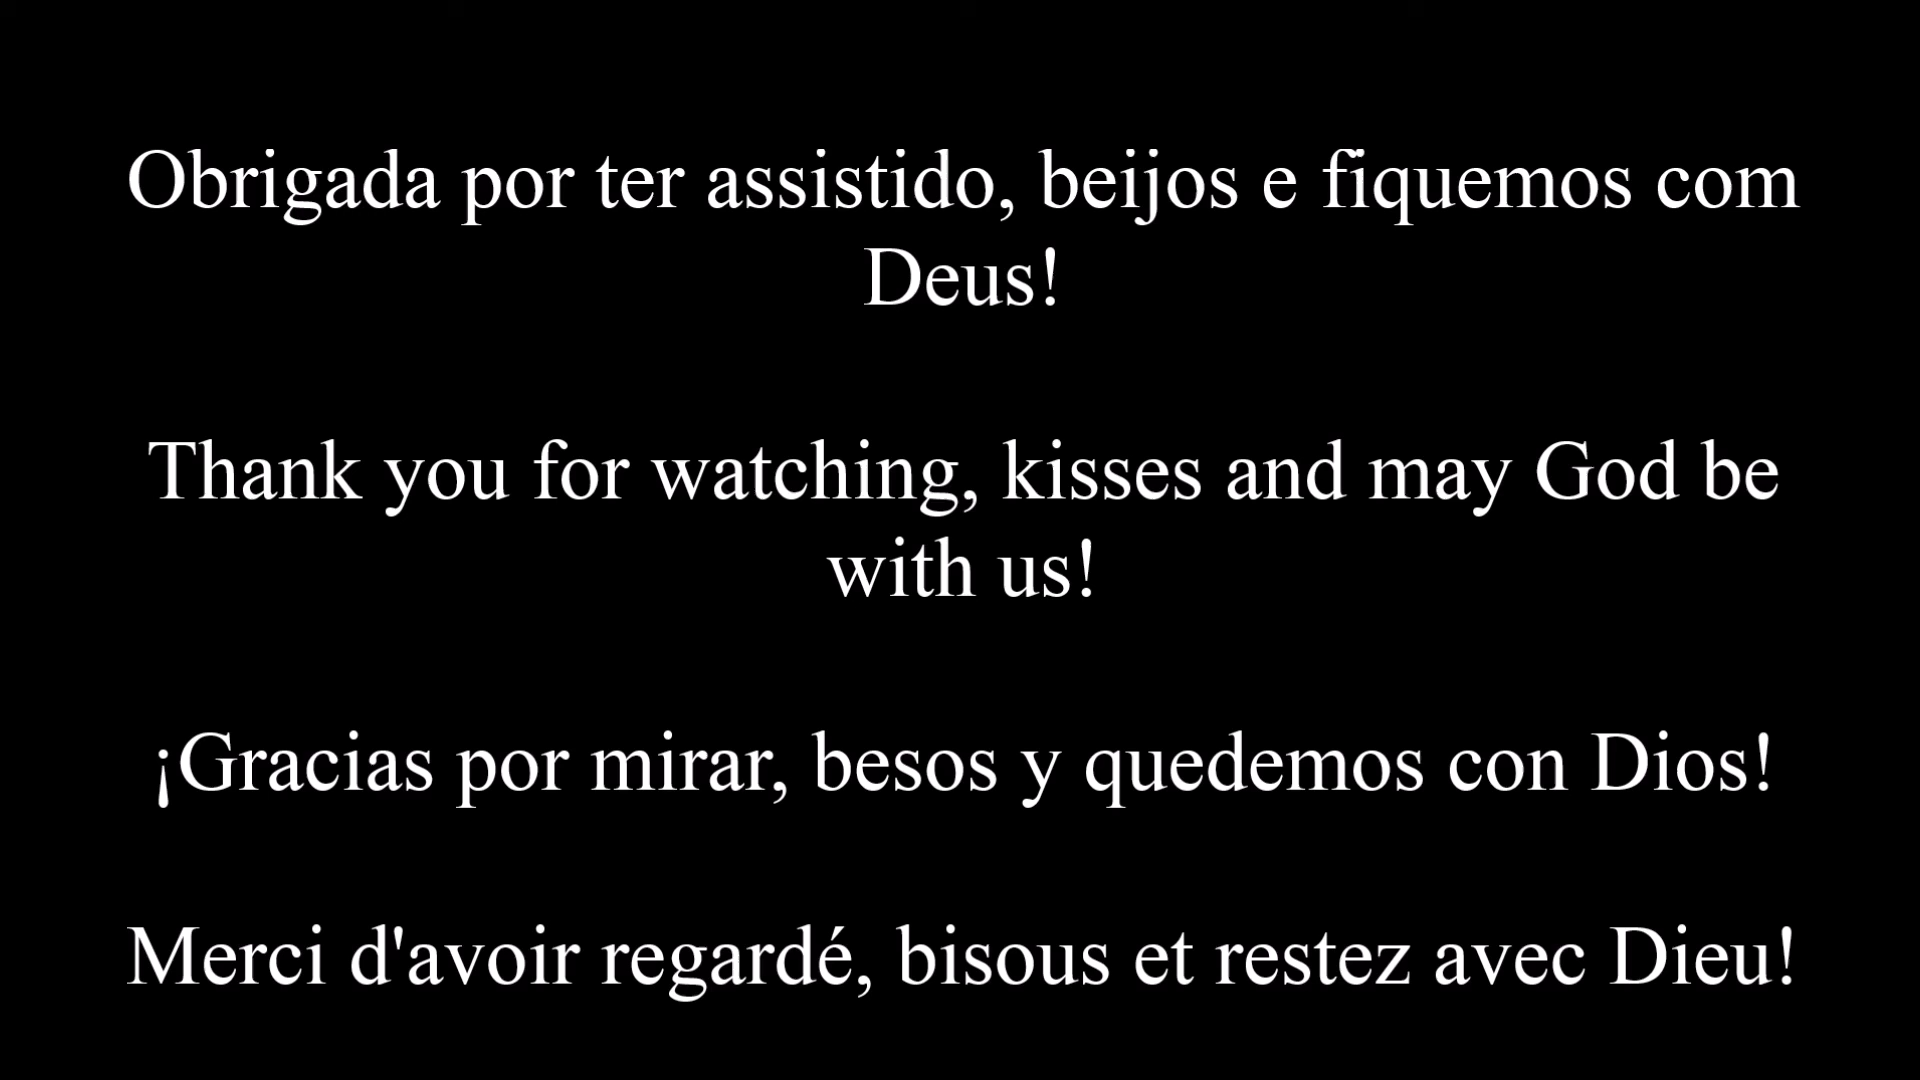 Obrigada por ter assistido, beijos e fiquemos com
Deus!
Thank you for watching, kisses and may God be
with us!
¡Gracias por mirar, besos y quedemos con Dios!
Merci d'avoir regardé, bisous et restez avec Dieu!